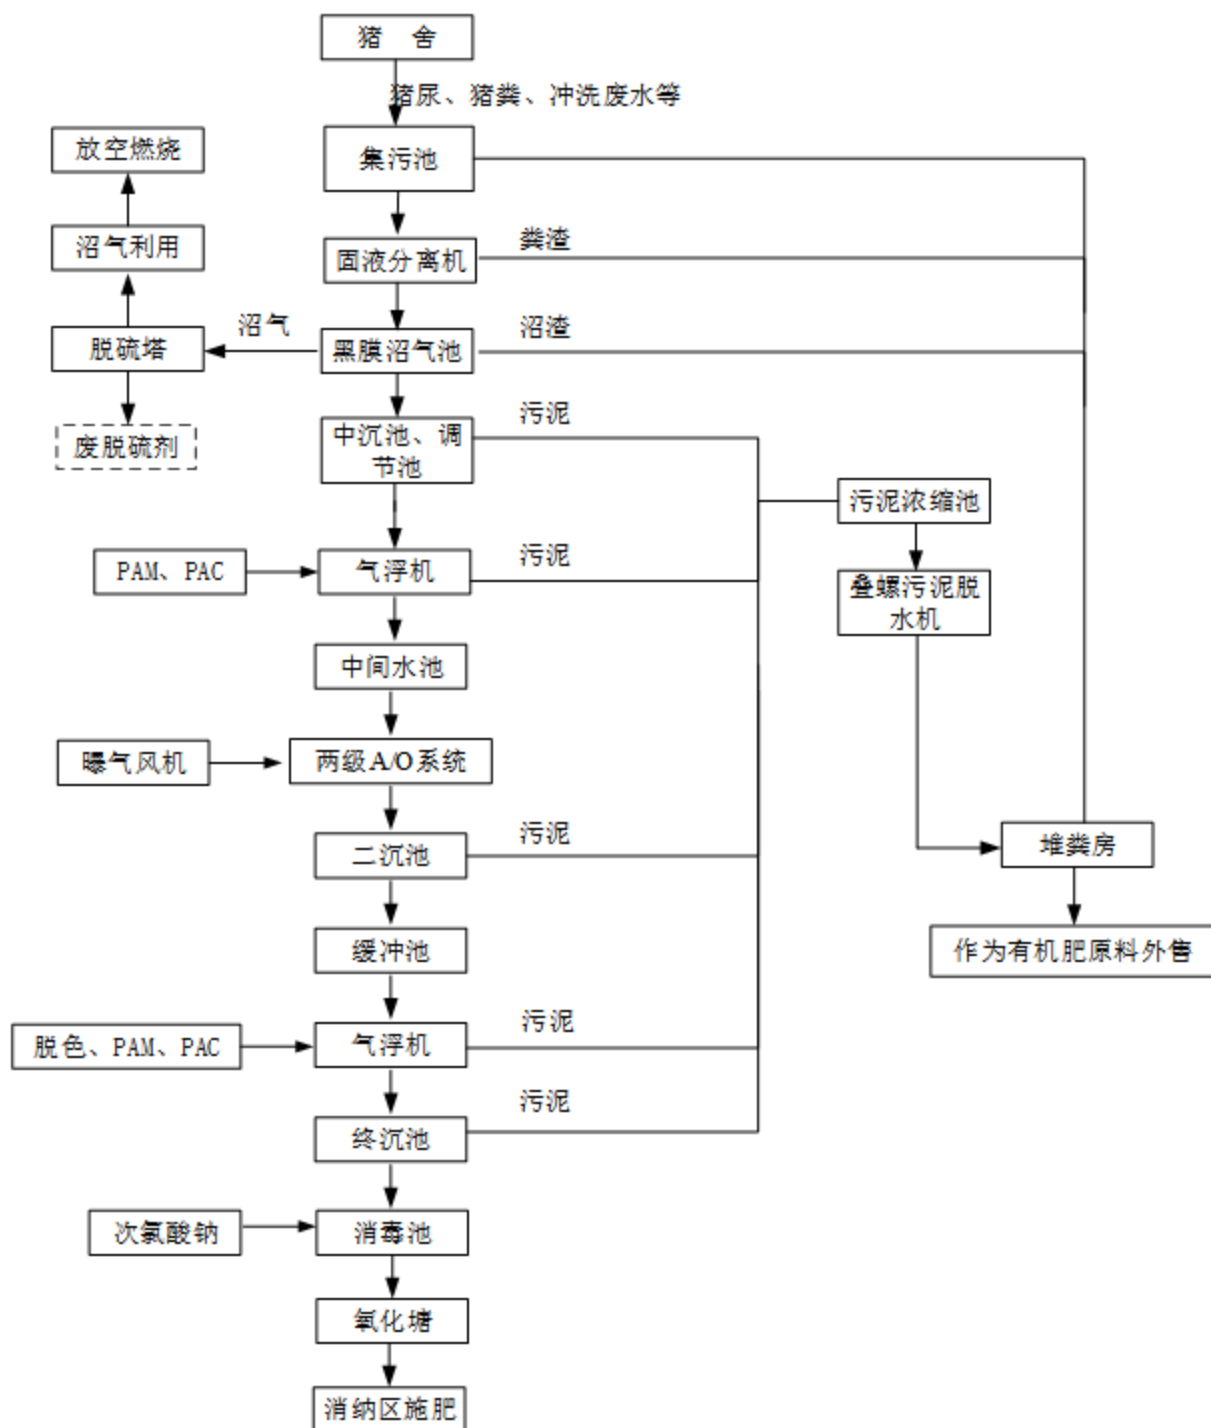 猪 舍
猪尿、猪粪、冲洗废水等
放空燃烧
集污池
沼气利用
固液分离机
粪渣
脱硫塔
沼气
黑膜沼气池
沼渣
废脱硫剂
中沉池、调
节池
污泥
污泥浓缩池
PAM、PAC
气浮机
污泥
叠螺污泥脱
水机
中间水池
曝气风机
两级A/O系统
二沉池
污泥
堆粪房
缓冲池
作为有机肥原料外售
脱色、PAM、PAC
气浮机
污泥
终沉池
污泥
次氯酸钠
消毒池
氧化塘
消纳区施肥